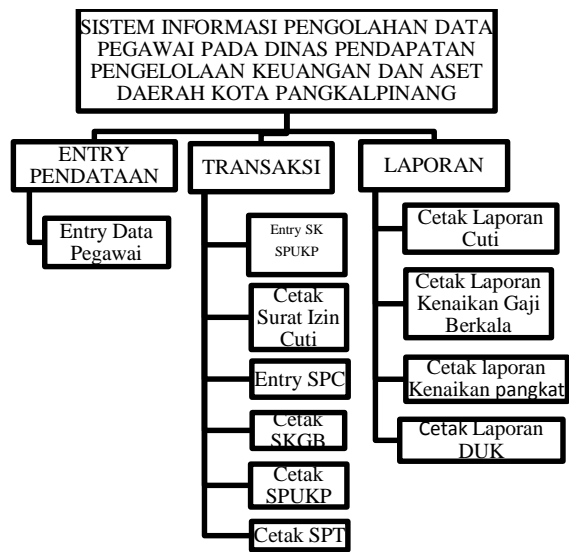 SISTEM INFORMASI PENGOLAHAN DATA
PEGAWAI PADA DINAS PENDAPATAN
PENGELOLAAN KEUANGAN DAN ASET
DAERAH KOTA PANGKALPINANG
ENTRY
PENDATAAN
Entry Data
Pegawai
TRANSAKSI
Entry SK
SPUKP
Cetak
Surat Izin
Cuti
Entry SPC
Cetak
SKGB
Cetak
SPUKP
Cetak SPT
LAPORAN
Cetak Laporan
Cuti
Cetak Laporan
Kenaikan Gaji
Berkala
Cetak laporan
Kenaikan pangkat
Cetak Laporan
DUK